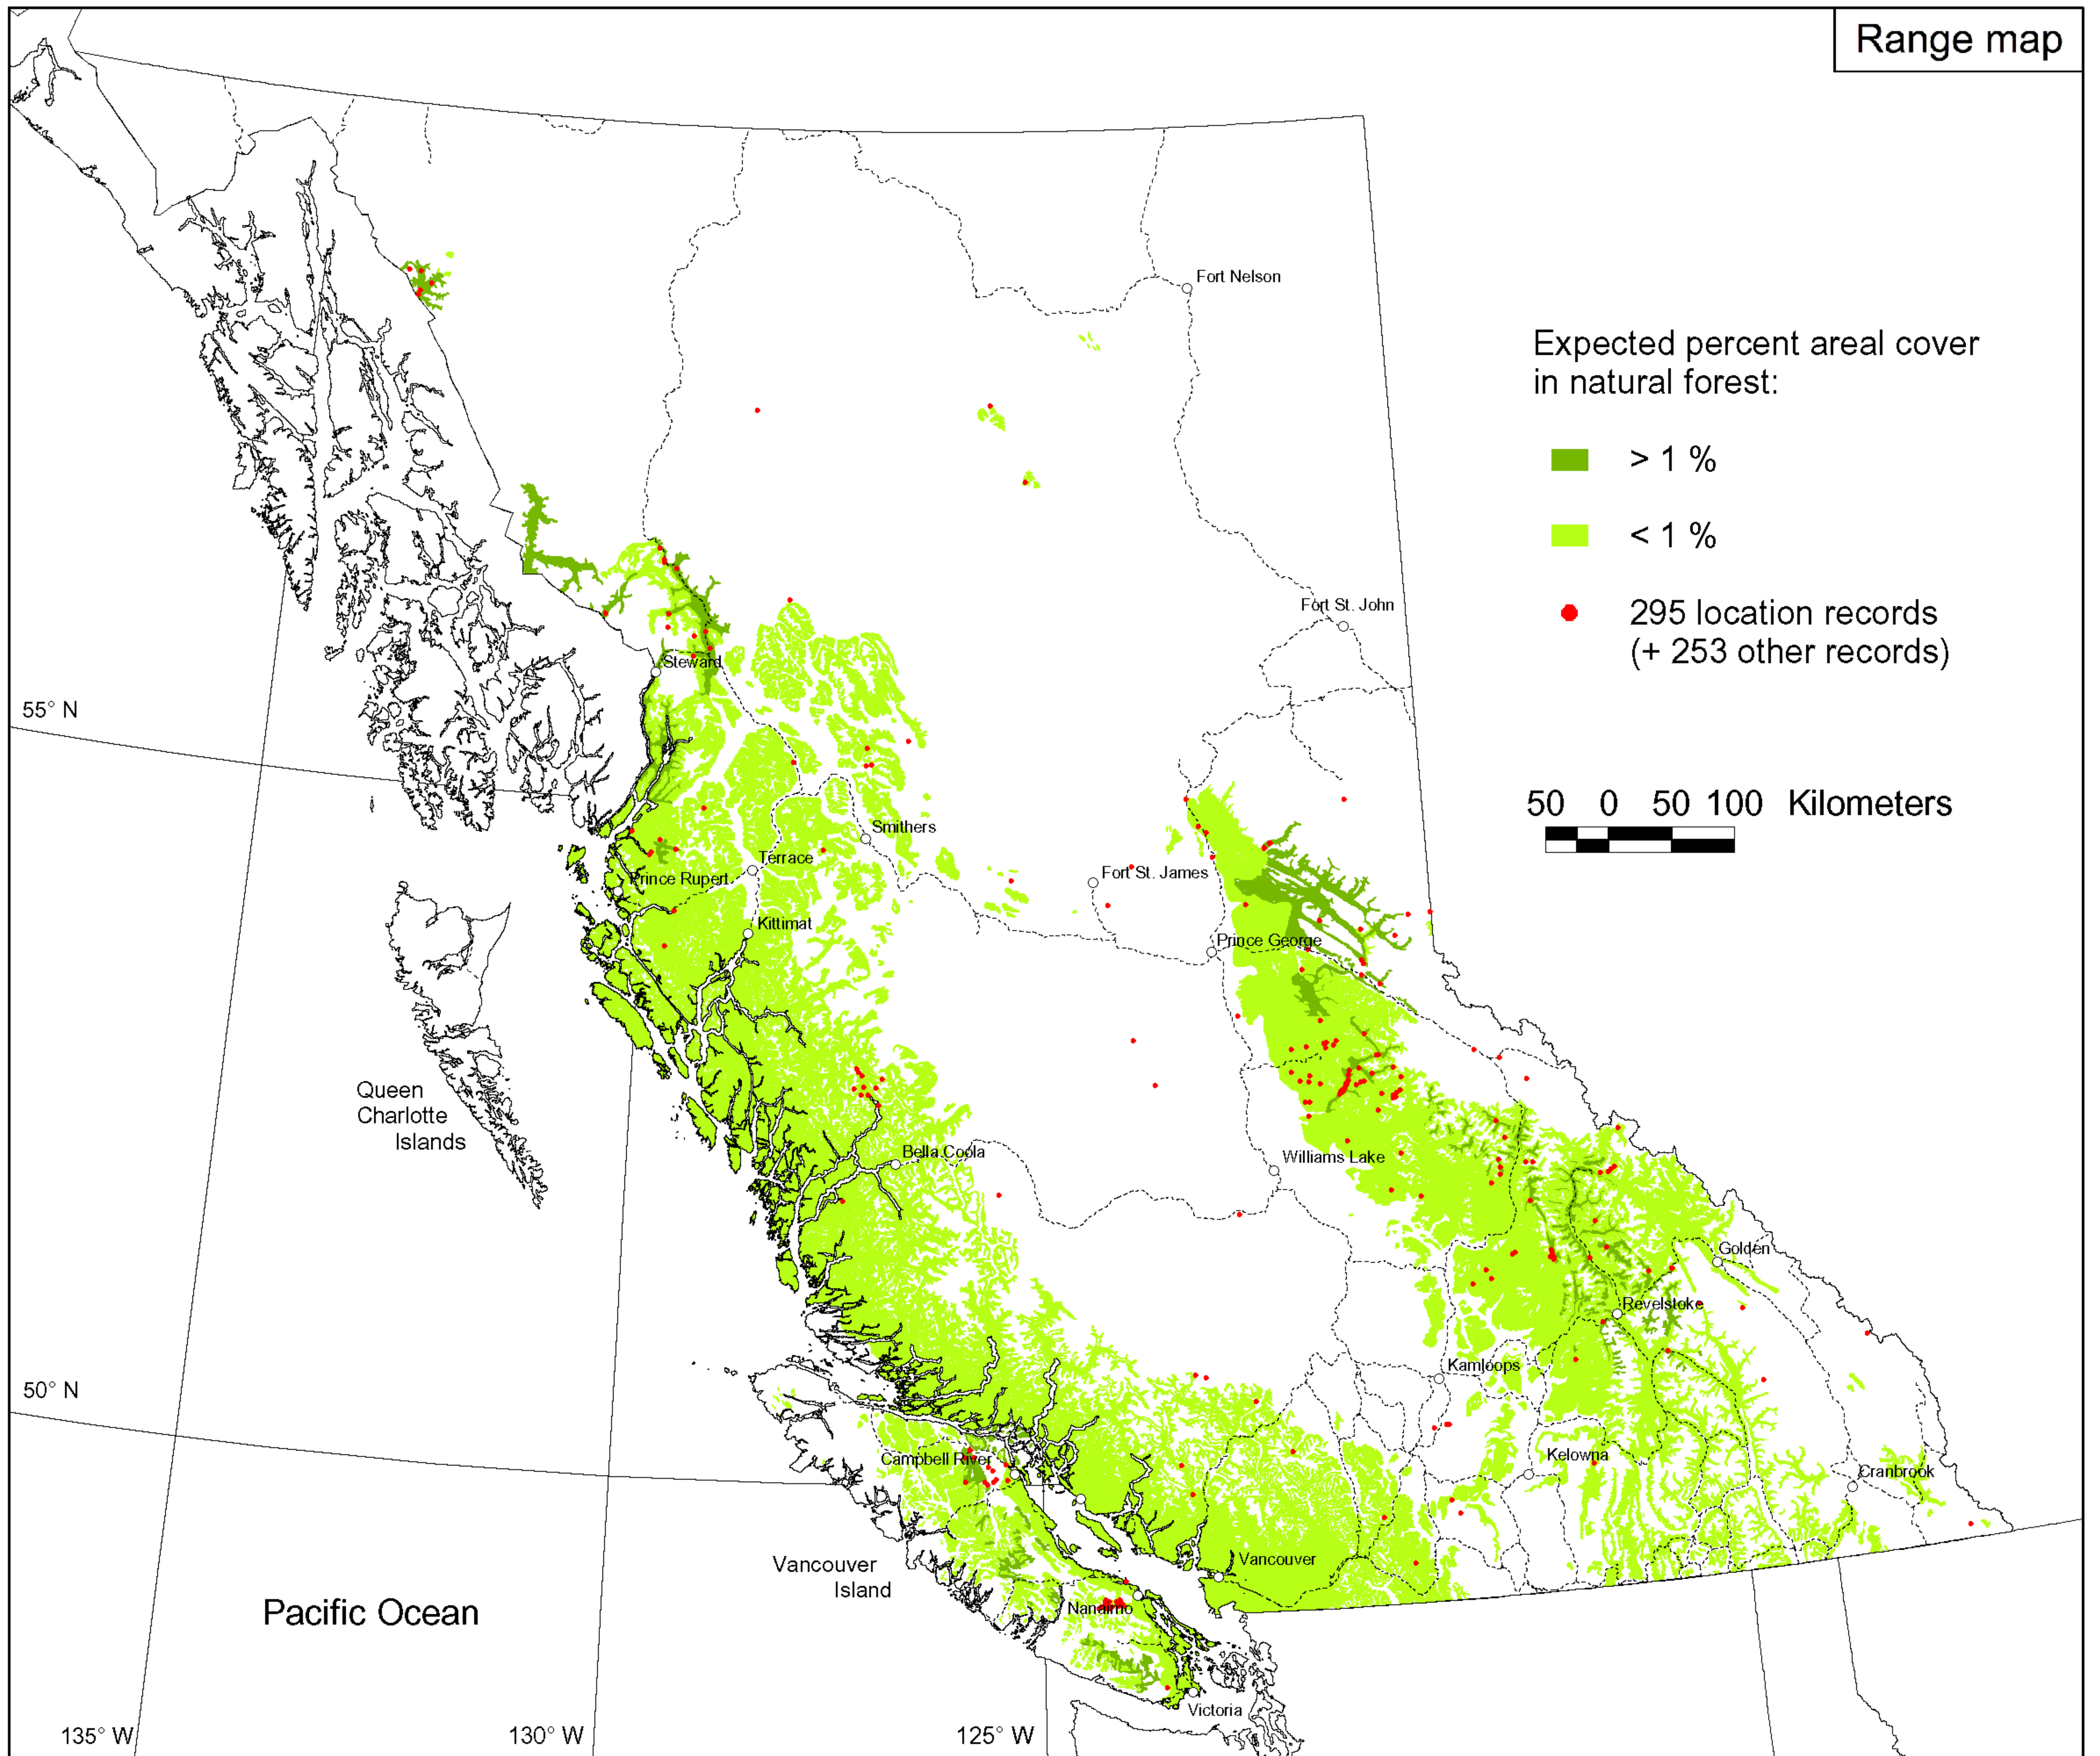 Range map
Fort Nelson
Expected percent areal cover
in natural forest:
> 1 %
< 1 %
295 location records
(+ 253 other records)
Fort St. John
Steward
55° N
50 0 50 100 Kilometers
Smithers
Terrace
Fort St. James
Prince Rupert
Kittimat
Prince George
Queen
Charlotte
Islands
Bella Coola
Williams Lake
Golden
Revelstoke
Kamloops
50° N
Kelowna
Campbell River
Cranbrook
Vancouver
Vancouver
Island
Nanaimo
Pacific Ocean
Victoria
135° W
130° W
125° W